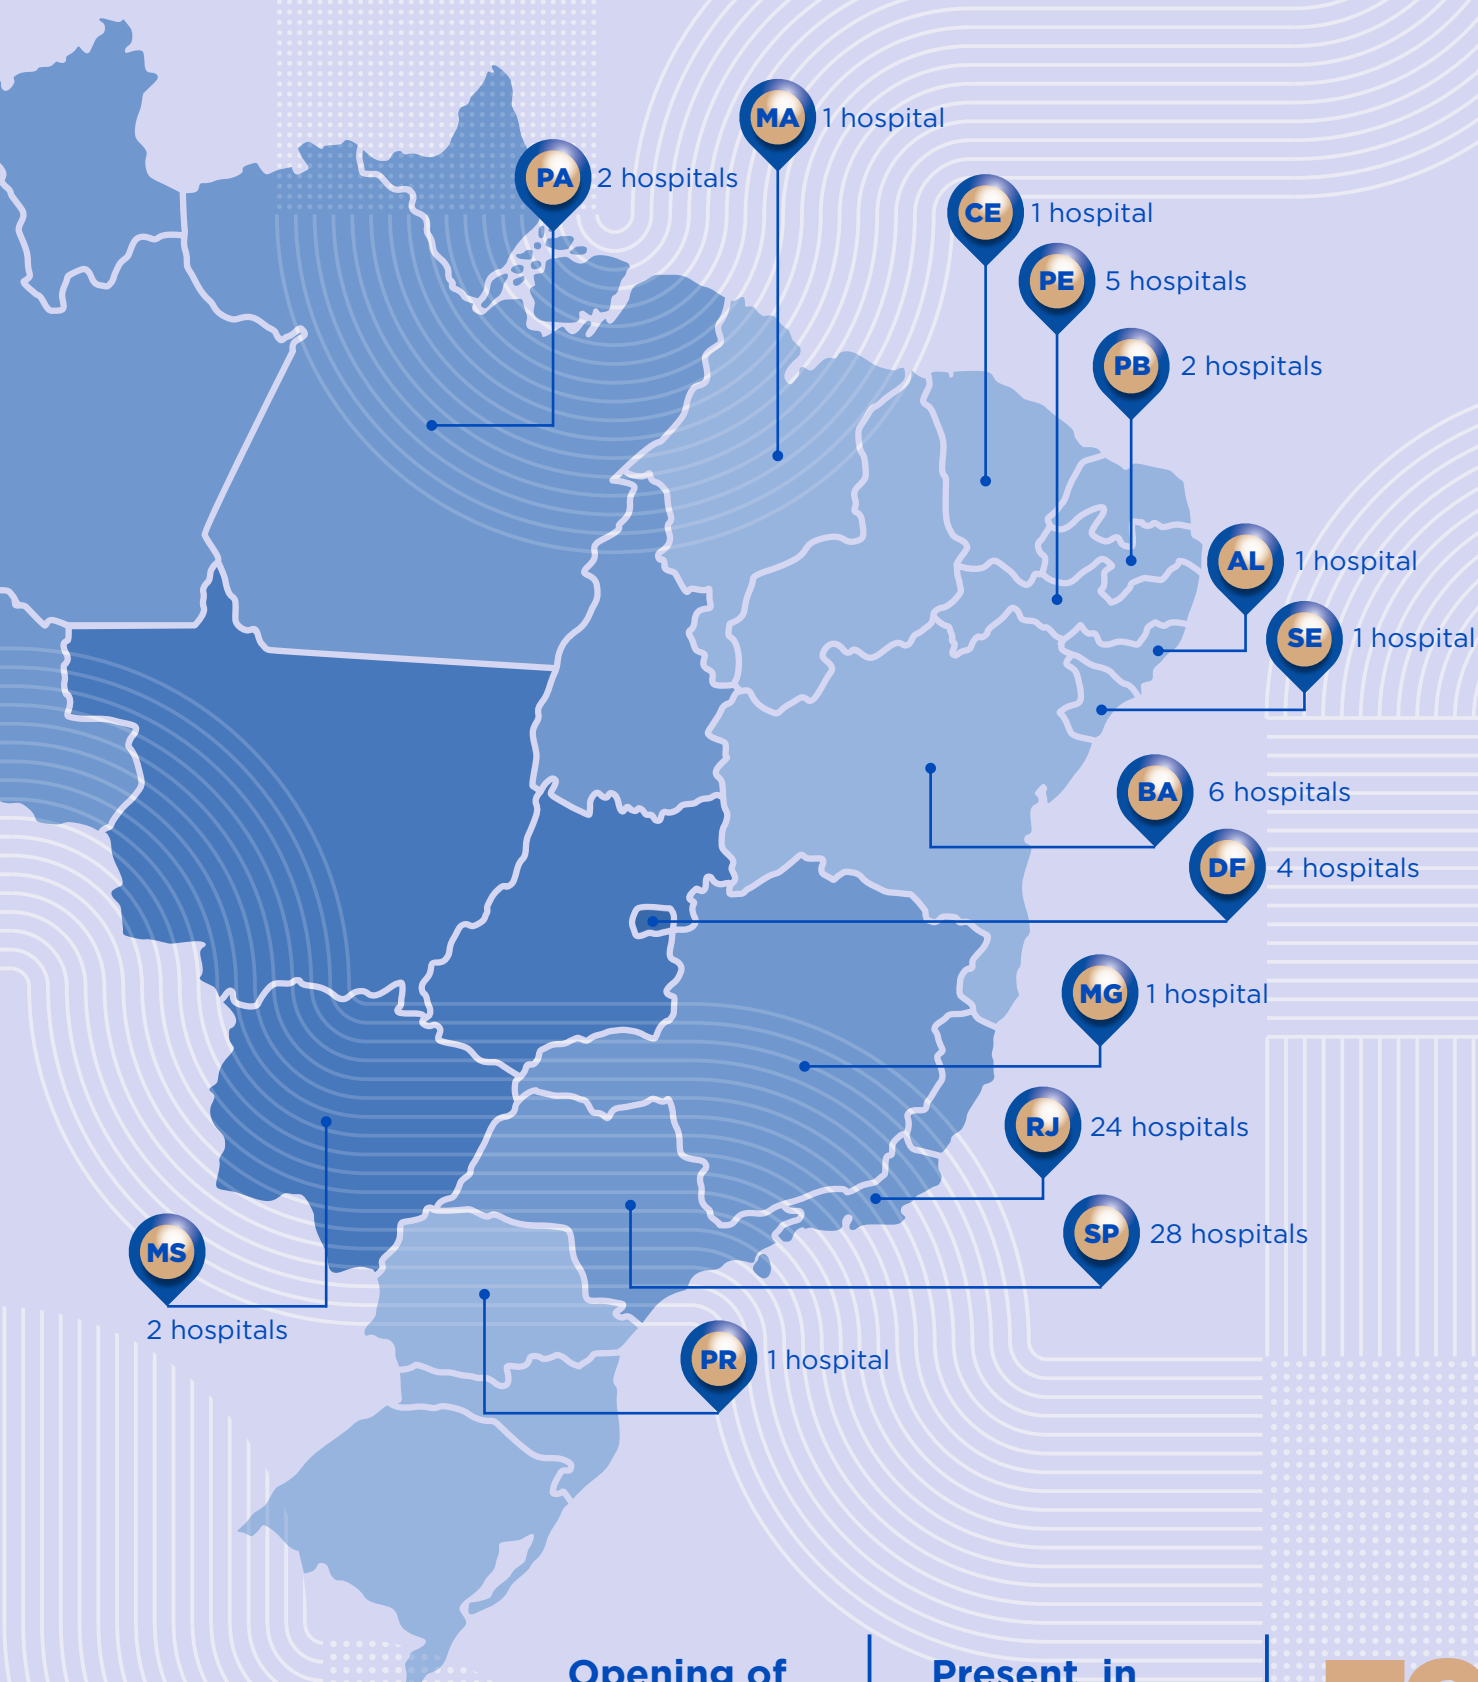 MA 1 hospital
PA 2 hospitals
CE 1 hospital
PE 5 hospitals
PB 2 hospitals
AL 1 hospital
SE 1 hospital
BA 6 hospitals
DF 4 hospitals
MG 1 hospital
RJ 24 hospitals
SP 28 hospitals
MS
2 hospitals
PR 1 hospital
Opening of
Present in